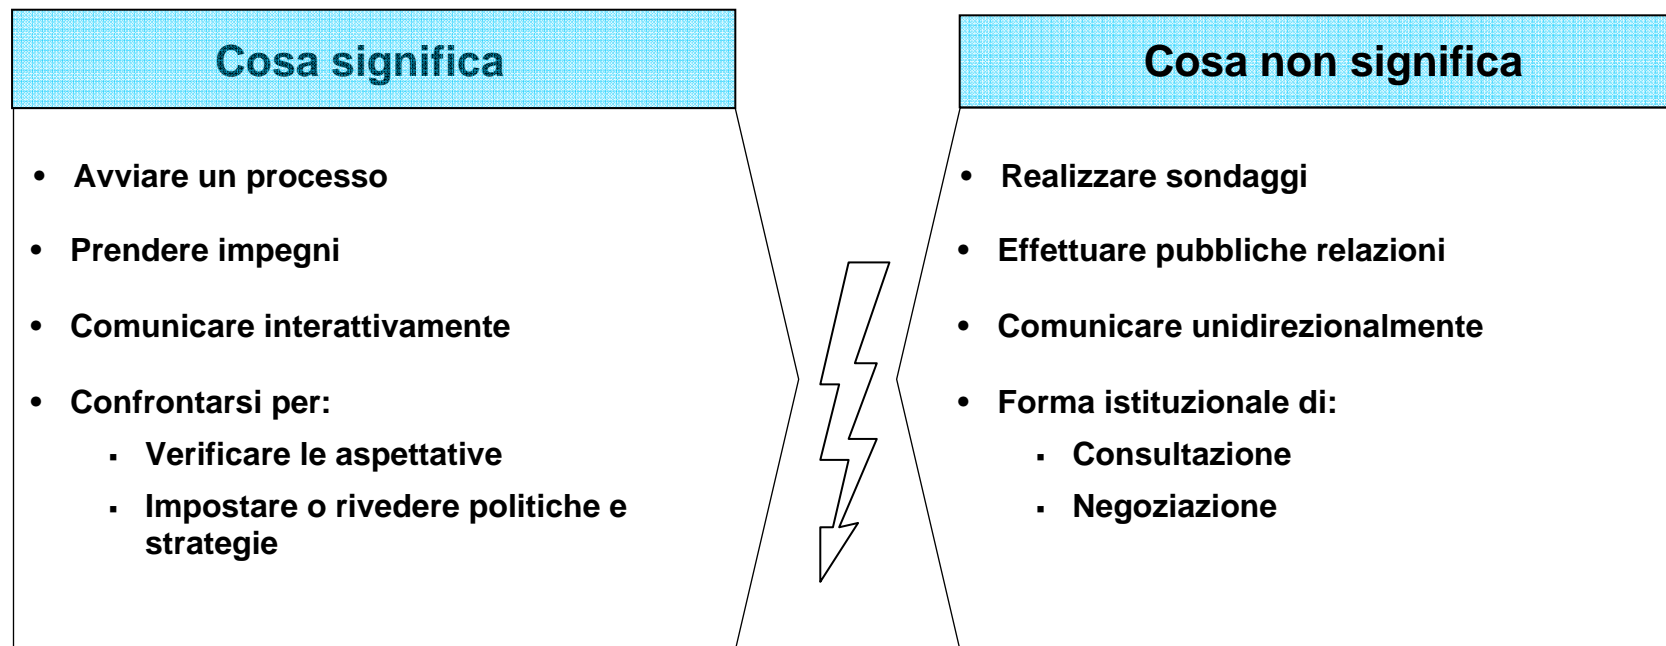 Cosa significa
• Avviare un processo
• Prendere impegni
• Comunicare interattivamente
• Confrontarsi per:
▪ Verificare le aspettative
▪ Impostare o rivedere politiche e
strategie
Cosa non significa
• Realizzare sondaggi
• Effettuare pubbliche relazioni
• Comunicare unidirezionalmente
• Forma istituzionale di:
▪ Consultazione
▪ Negoziazione